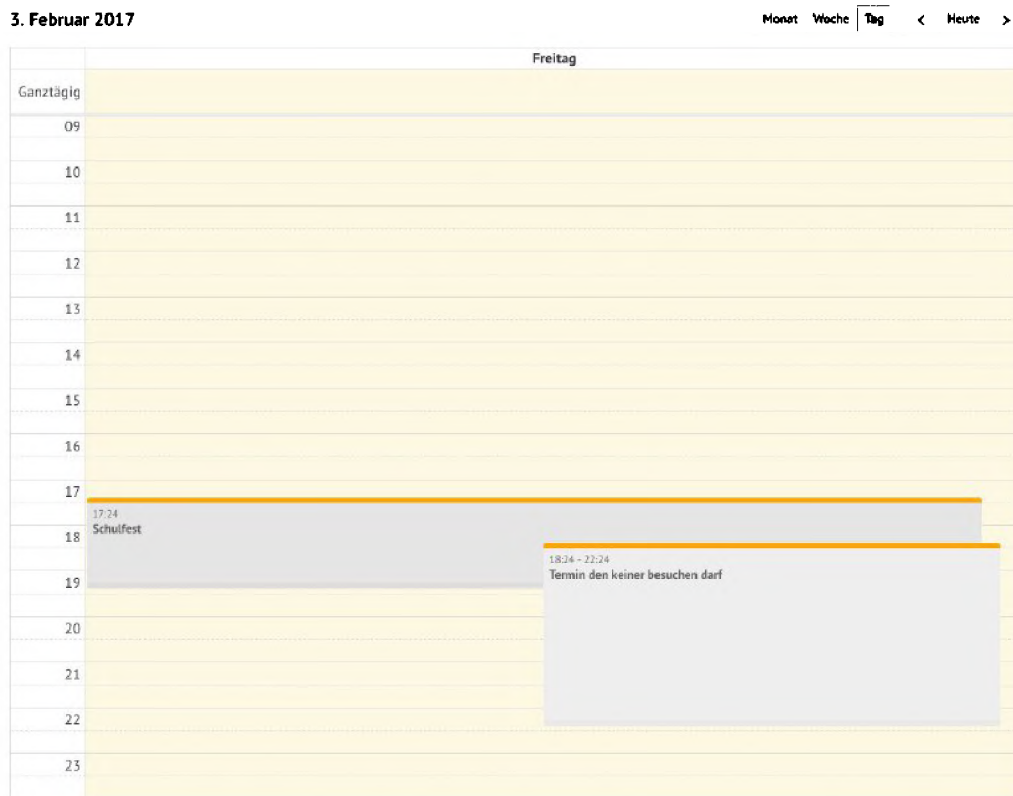 3. Februar 2017
Monat Woche Tag < Heute >
Freitag
Ganztägig
09
10
11
12
13
14
15
16
17
17:24
Schulfest
18
18:24 - 22:24
Termin den keiner besuchen darf
19
20
21
22
23